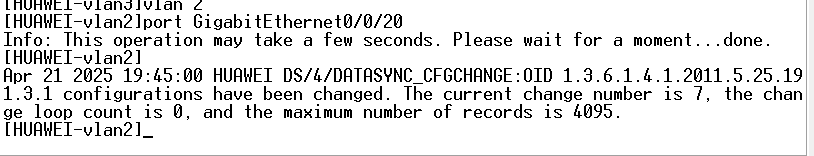 [HUAWEI-vlan3]vlan 2
[HUAWEI-vlan2]port GigabitEthernet0/0/20
Info: This operation may take a few seconds. Please wait for a moment...done.
[HUAWEI-vlan2]
Apr 21 2025 19:45:00 HUAWEI DS/4/DATASYNC_CFGCHANGE:OID 1.3.6.1.4.1.2011.5.25.19
1.3.1 configurations have been changed. The current change number is 7, the chan
ge loop count is 0, and the maximum number of records is 4095.
[HUAWEI-vlan2]_